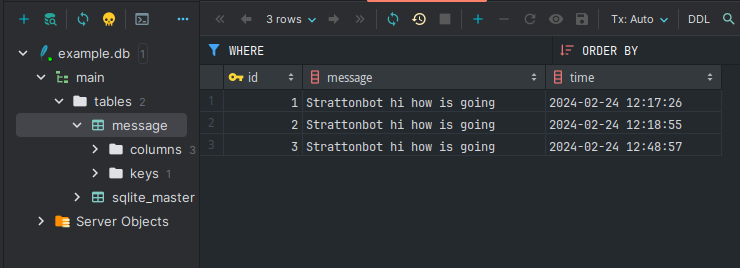 3 rows
Tx: Auto
DDL
example.db 1
main
tables 2
message
columns 3
keys 1
sqlite_master
Server Objects
WHERE
ORDER BY
id message time
1 1 Strattonbot hi how is going 2024-02-24 12:17:26
2 2 Strattonbot hi how is going 2024-02-24 12:18:55
3 3 Strattonbot hi how is going 2024-02-24 12:48:57